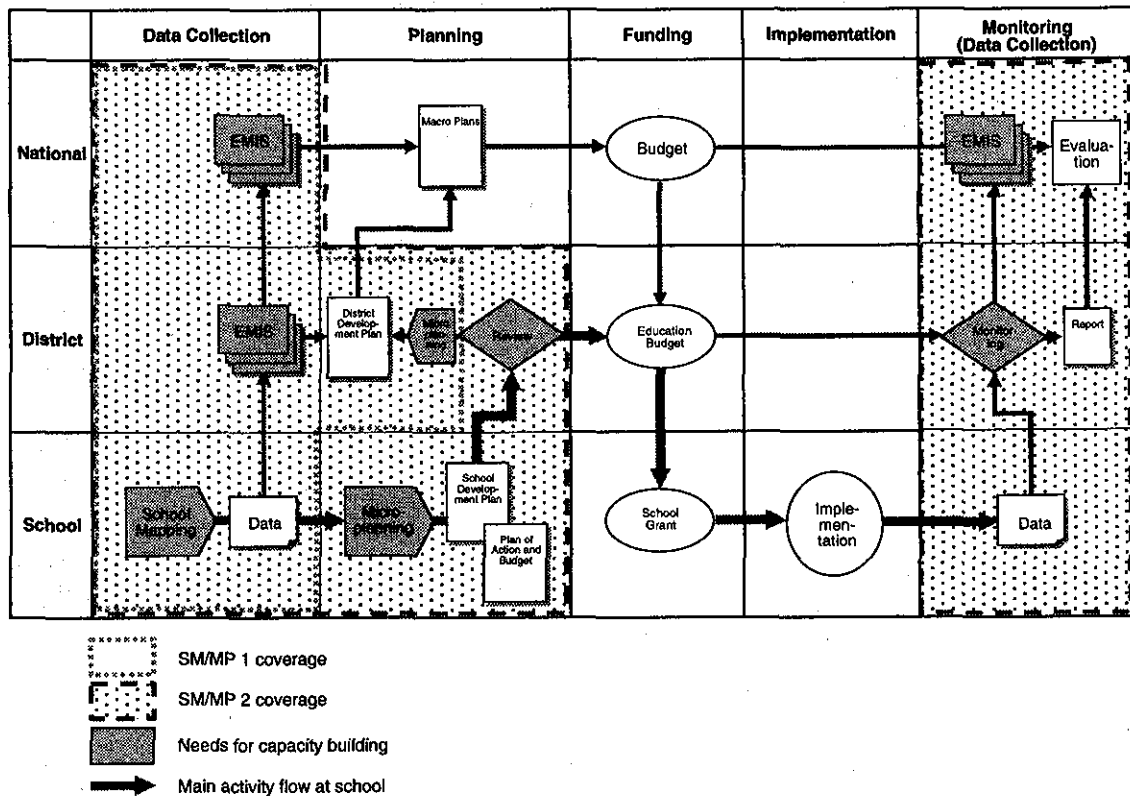 Data Collection
Planning
Funding
Implementation
Monitoring
(Data Collection)
National
EMIS
Macro Plans
Budget
EMIS
Evalua-
tion
District
EMIS
District
Develop-
ment Plan
Micro
Review
Education
Budget
Monitor-
ing
Report
School
School
Mapping
Data
Micro-
planning
School
Develop-
ment Plan
Plan of
Action and
Budget
School
Grant
Imple-
men-
tation
Data
SM/MP 1 coverage
SM/MP 2 coverage
Needs for capacity building
Main activity flow at school